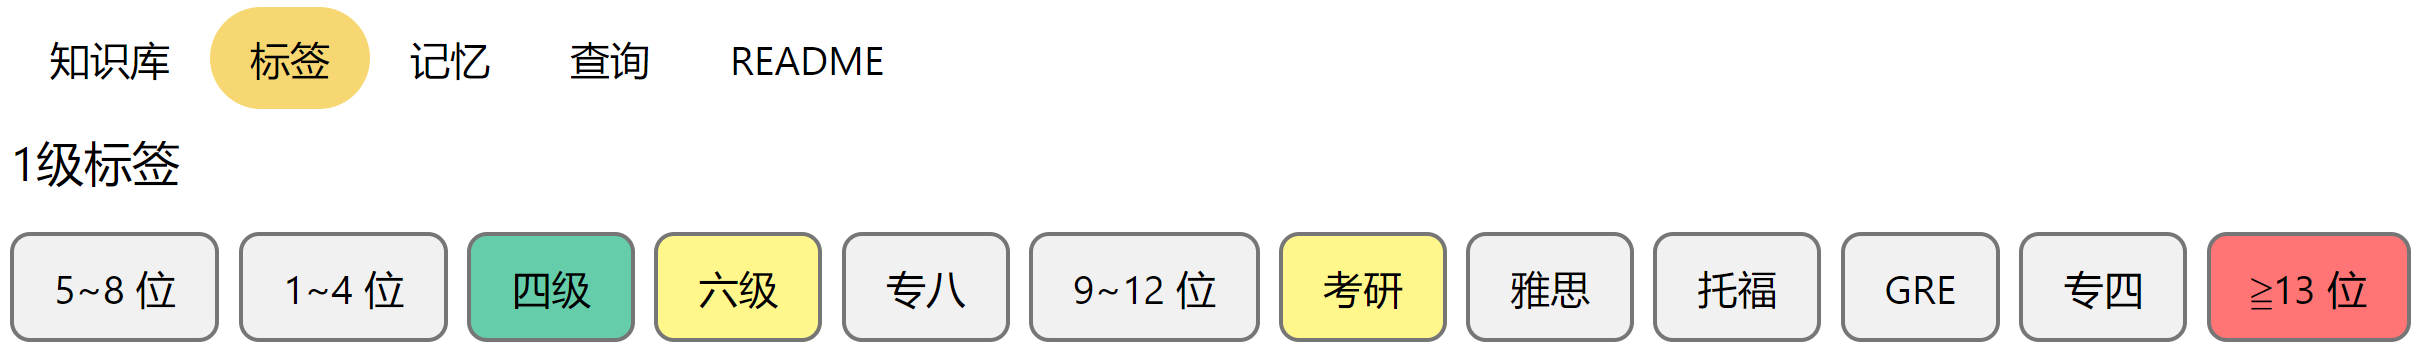 知识库 标签 记忆 查询 README
1级标签
5~8 位 1~4 位 四级 六级 专八 9~12 位 考研 雅思 托福 GRE 专四 ≧13 位